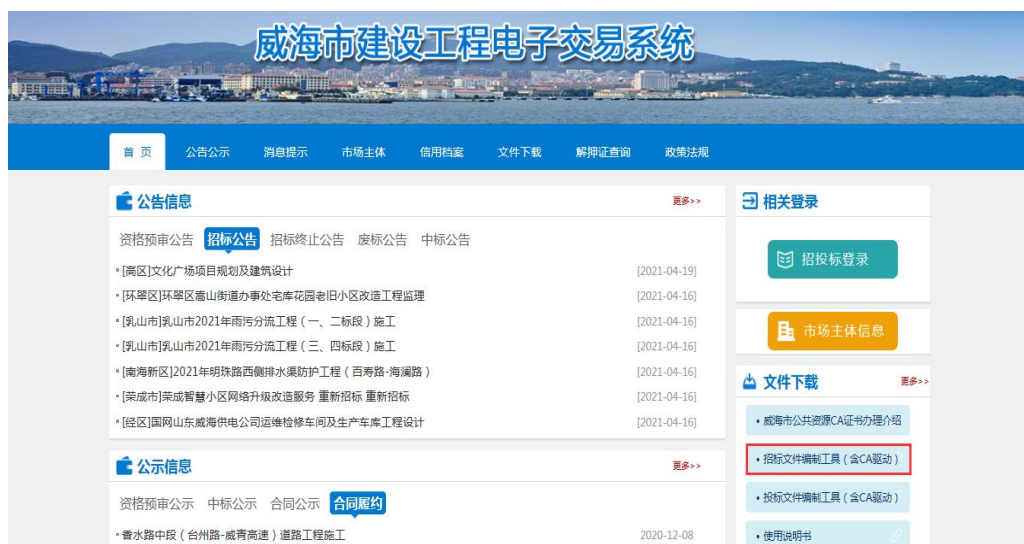 威海市建设工程电子交易系统
首 页 公告公示 消息提示 市场主体 信用档案 文件下载 解押证查询 政策法规
公告信息 更多>>
资格预审公告 招标公告 招标终止公告 废标公告 中标公告
[高区]文化广场项目规划及建筑设计 [2021-04-19]
[环翠区]环翠区嵩山街道办事处宅库花园老旧小区改造工程监理 [2021-04-16]
[乳山市]乳山市2021年雨污分流工程（一、二标段）施工 [2021-04-16]
[乳山市]乳山市2021年雨污分流工程（三、四标段）施工 [2021-04-16]
[南海新区]2021年明珠路西侧排水渠防护工程（百寿路-海澜路） [2021-04-16]
[荣成市]荣成智慧小区网络升级改造服务 重新招标 重新招标 [2021-04-16]
[经区]国网山东威海供电公司运维检修车间及生产车库工程设计 [2021-04-16]
公示信息 更多>>
资格预审公示 中标公示 合同公示 合同履约
香水路中段（台州路-威青高速）道路工程施工 2020-12-08
相关登录
招投标登录
市场主体信息
文件下载 更多>>
威海市公共资源CA证书办理介绍
招标文件编制工具（含CA驱动）
投标文件编制工具（含CA驱动）
使用说明书